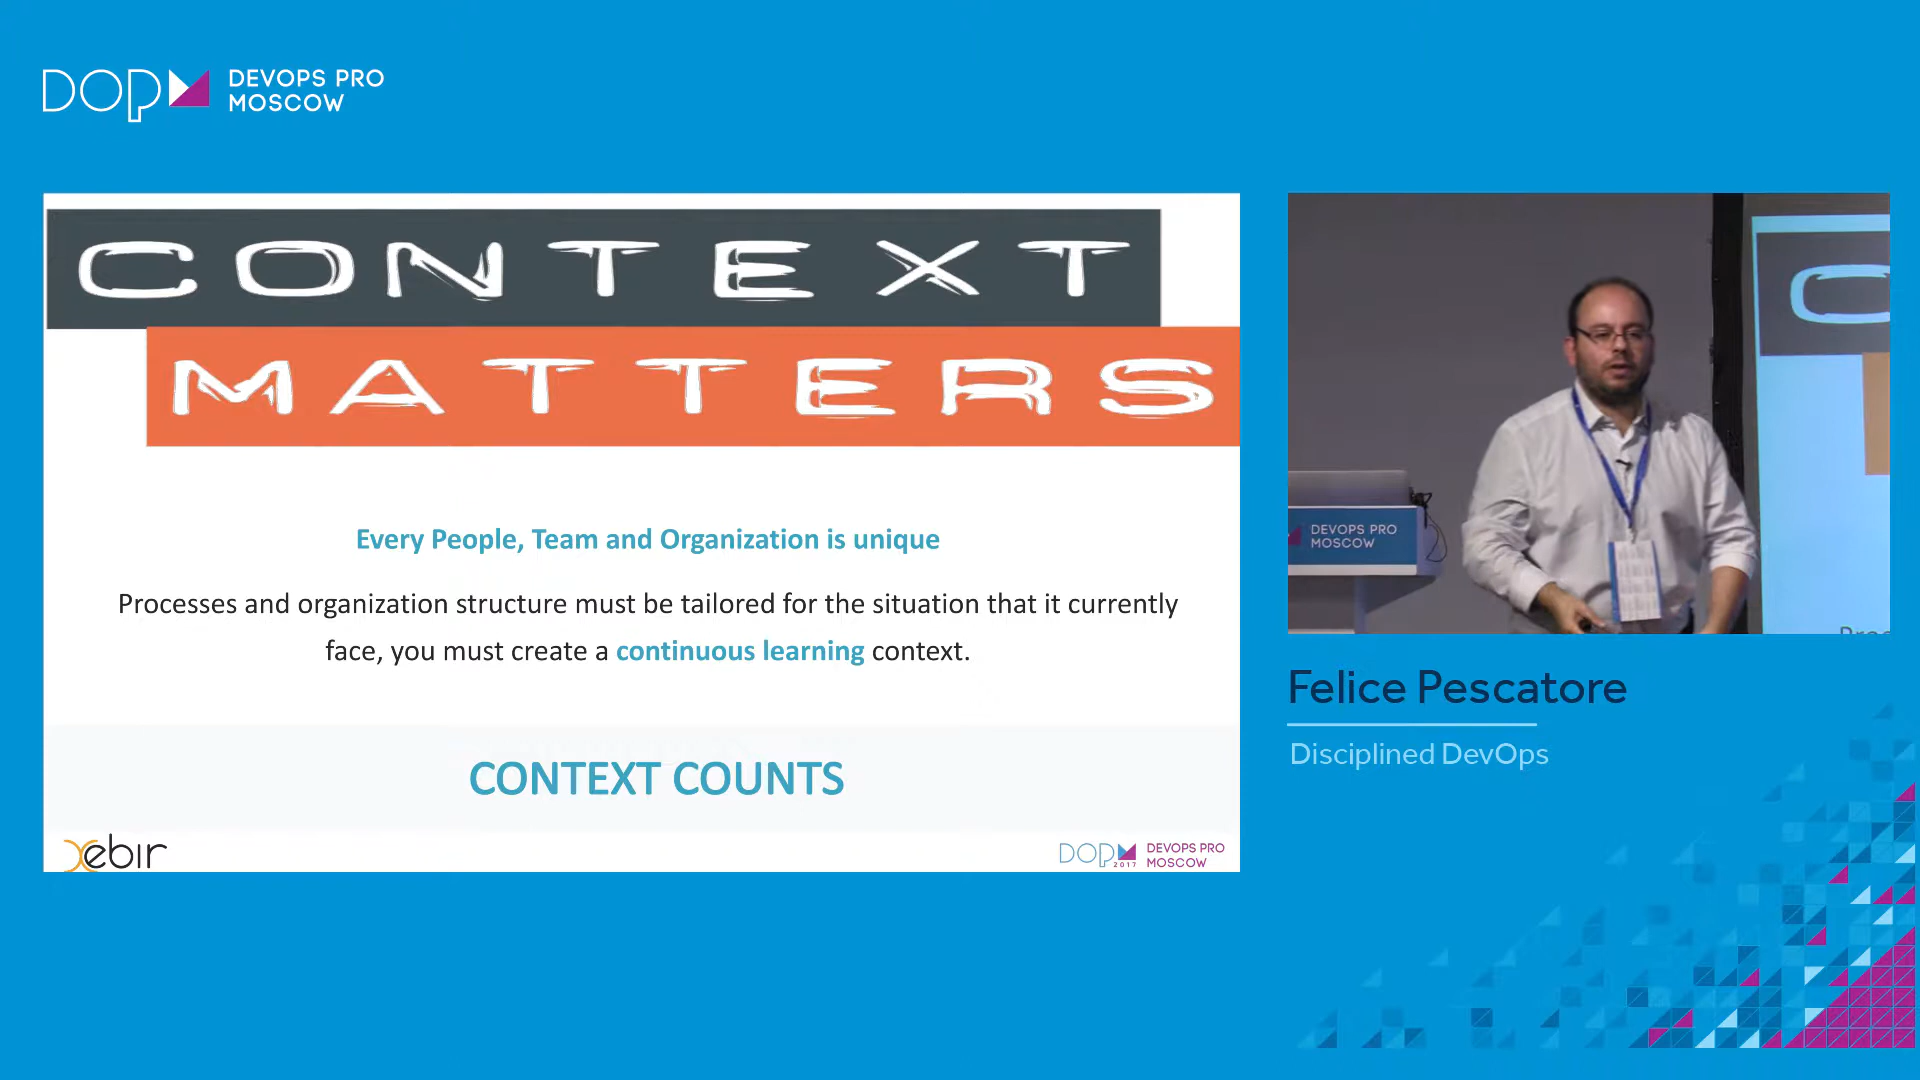 DOP DEVOPS PRO
MOSCOW
CONTEXT
MATTERS
Every People, Team and Organization is unique
Processes and organization structure must be tailored for the situation that it currently
face, you must create a continuous learning context.
CONTEXT COUNTS
xebir
DOP 2017 DEVOPS PRO
MOSCOW
DEVOPS PRO
MOSCOW
C
Felice Pescatore
Disciplined DevOps